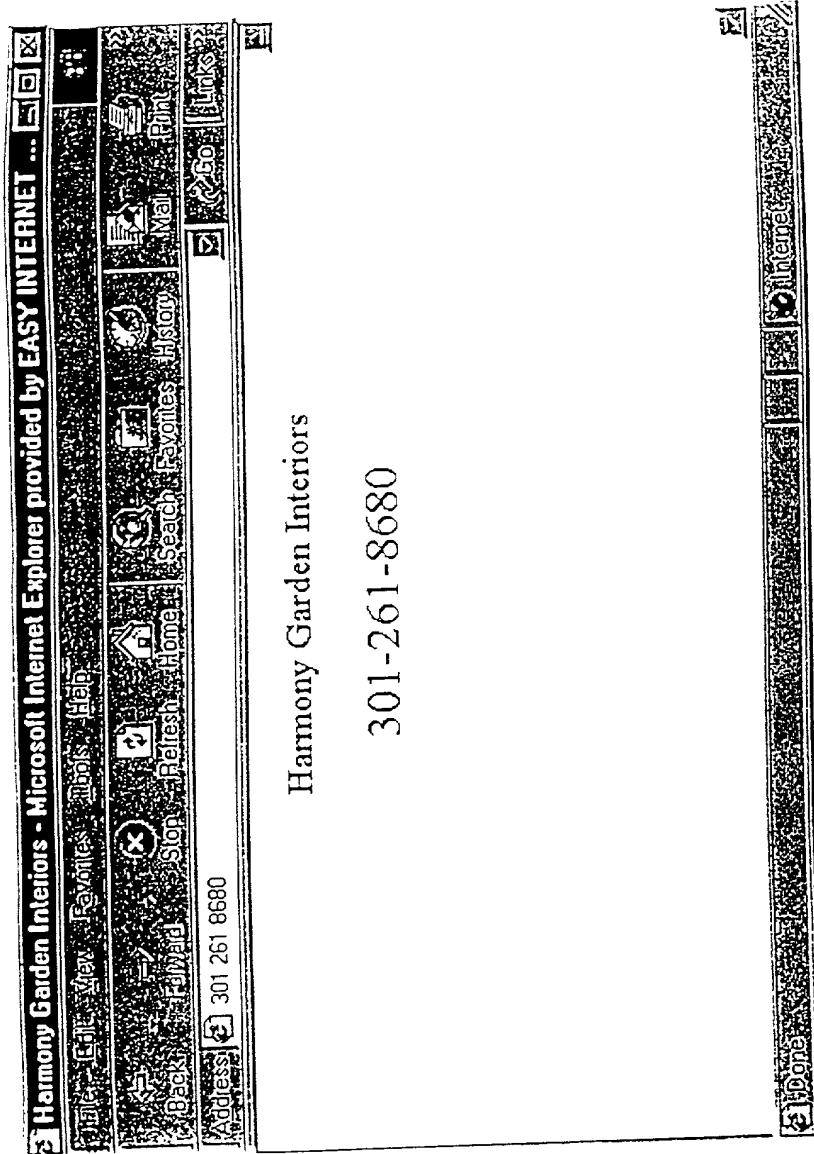 Harmony Garden Interiors - Microsoft Internet Explorer provided by EASY INTERNET ...
File Edit View Favorites Tools Help
Back Forward Stop Refresh Home Search Favorites History Mail Print
Address 301 261 8680 Go Links
Harmony Garden Interiors
301-261-8680
Done Internet